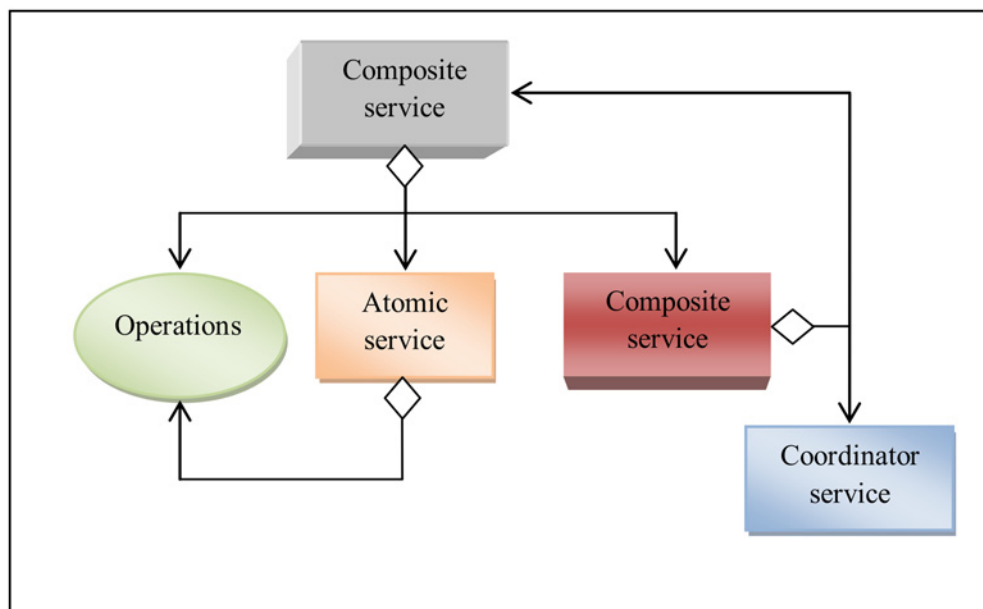 Composite
service
Operations
Atomic
service
Composite
service
Coordinator
service